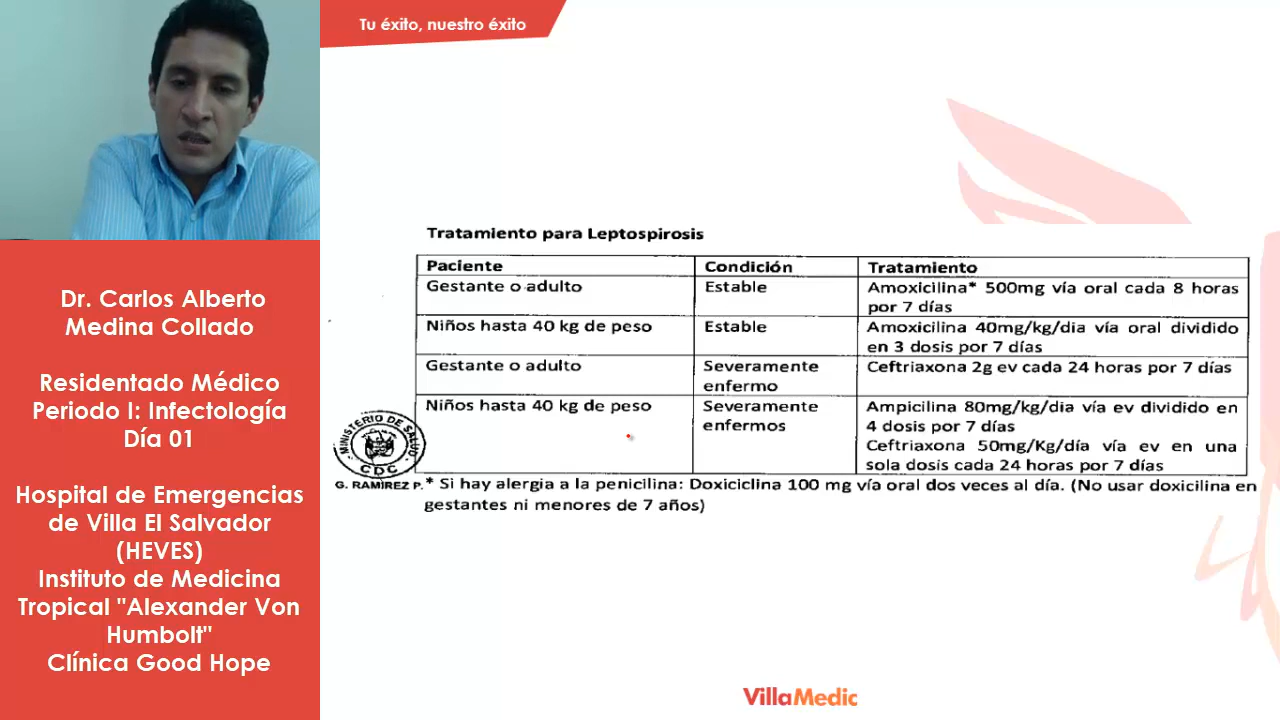 Tu éxito, nuestro éxito
Dr. Carlos Alberto
Medina Collado
Residentado Médico
Periodo I: Infectología
Día 01
Hospital de Emergencias
de Villa El Salvador
(HEVES)
Instituto de Medicina
Tropical "Alexander Von
Humbolt"
Clínica Good Hope
Tratamiento para Leptospirosis
Paciente Condición Tratamiento
Gestante o adulto Estable Amoxicilina* 500mg vía oral cada 8 horas
por 7 días
Niños hasta 40 kg de peso Estable Amoxicilina 40mg/kg/dia vía oral dividido
en 3 dosis por 7 días
Gestante o adulto Severamente Ceftriaxona 2g ev cada 24 horas por 7 días
enfermo
Niños hasta 40 kg de peso Severamente Ampicilina 80mg/kg/dia vía ev dividido en
enfermos 4 dosis por 7 días
Ceftriaxona 50mg/Kg/día vía ev en una
sola dosis cada 24 horas por 7 días
MINISTERIO DE SALUD
CDC
G. RAMÍREZ P.
* Si hay alergia a la penicilina: Doxiciclina 100 mg vía oral dos veces al día. (No usar doxicilina en
gestantes ni menores de 7 años)
VillaMedic